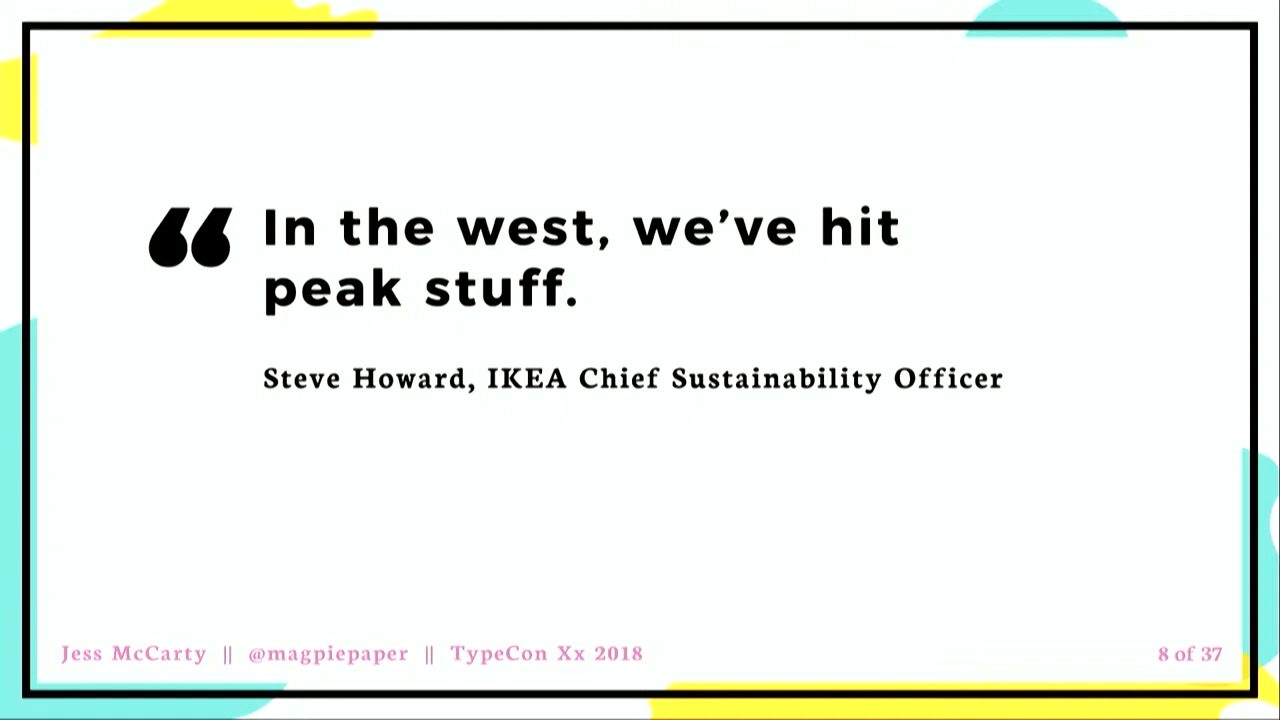 “ In the west, we’ve hit
peak stuff.
Steve Howard, IKEA Chief Sustainability Officer
Jess McCarty || @magpiepaper || TypeCon Xx 2018
8 of 37